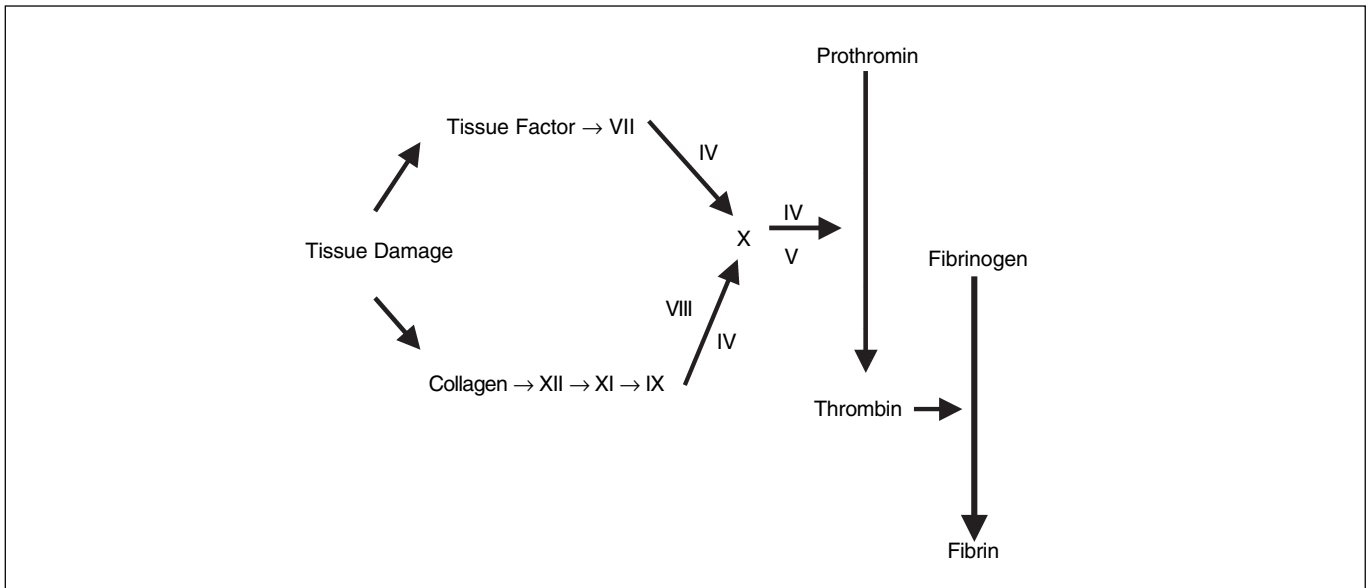 Prothromin
Tissue Factor → VII
IV
IV
X
V
Tissue Damage
Fibrinogen
VIII
IV
Collagen → XII → XI → IX
Thrombin
Fibrin